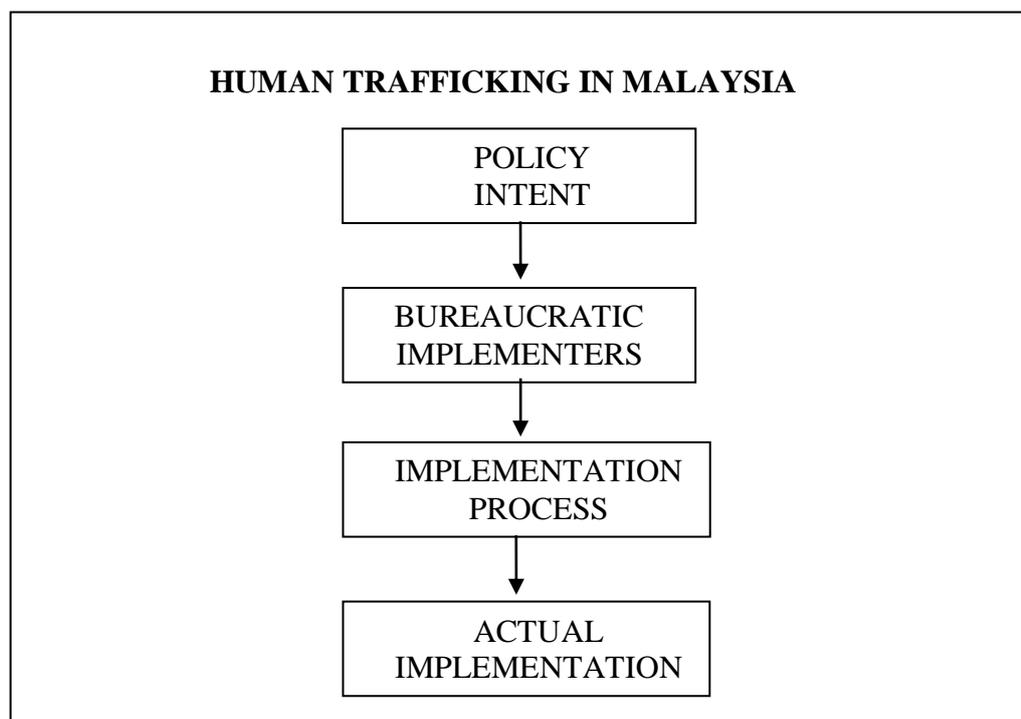 HUMAN TRAFFICKING IN MALAYSIA
POLICY
INTENT
BUREAUCRATIC
IMPLEMENTERS
IMPLEMENTATION
PROCESS
ACTUAL
IMPLEMENTATION